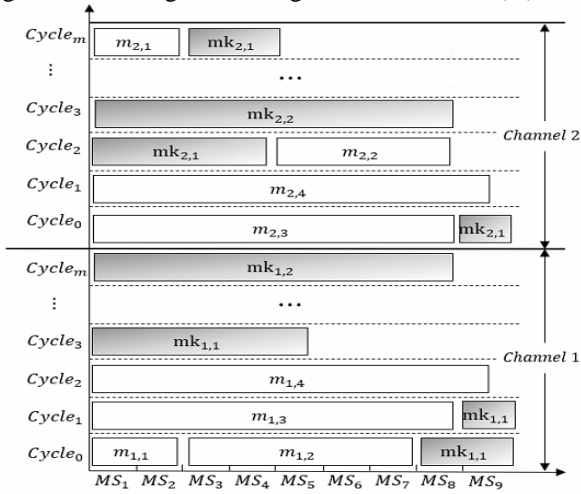 Cycle_m m_{2,1} mk_{2,1}
⋮ ...
Cycle_3 mk_{2,2}
Channel 2
Cycle_2 mk_{2,1} m_{2,2}
Cycle_1 m_{2,4}
Cycle_0 m_{2,3} mk_{2,1}
Cycle_m mk_{1,2}
⋮ ...
Cycle_3 mk_{1,1}
Channel 1
Cycle_2 m_{1,4}
Cycle_1 m_{1,3} mk_{1,1}
Cycle_0 m_{1,1} m_{1,2} mk_{1,1}
MS_1 MS_2 MS_3 MS_4 MS_5 MS_6 MS_7 MS_8 MS_9